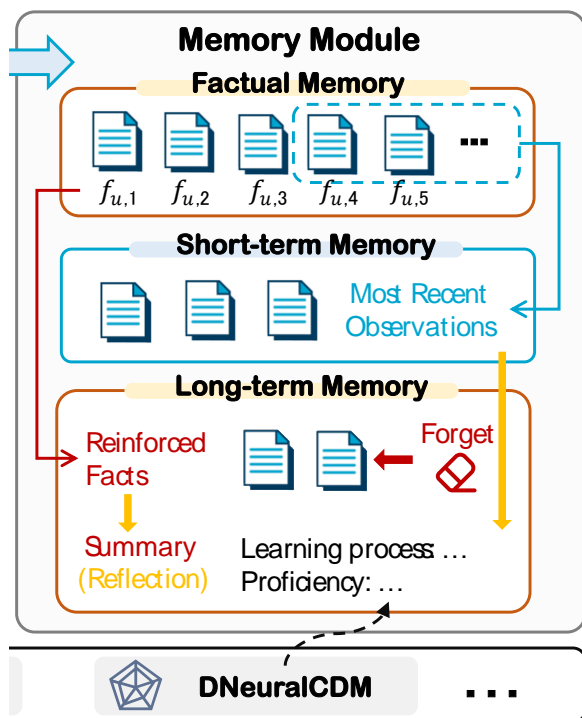 Memory Module
Factual Memory
...
f_{u,1} f_{u,2} f_{u,3} f_{u,4} f_{u,5}
Short-term Memory
Most Recent
Observations
Long-term Memory
Reinforced
Facts
Forget
Summary
(Reflection)
Learning process: ...
Proficiency: ...
DNeuralCDM ...